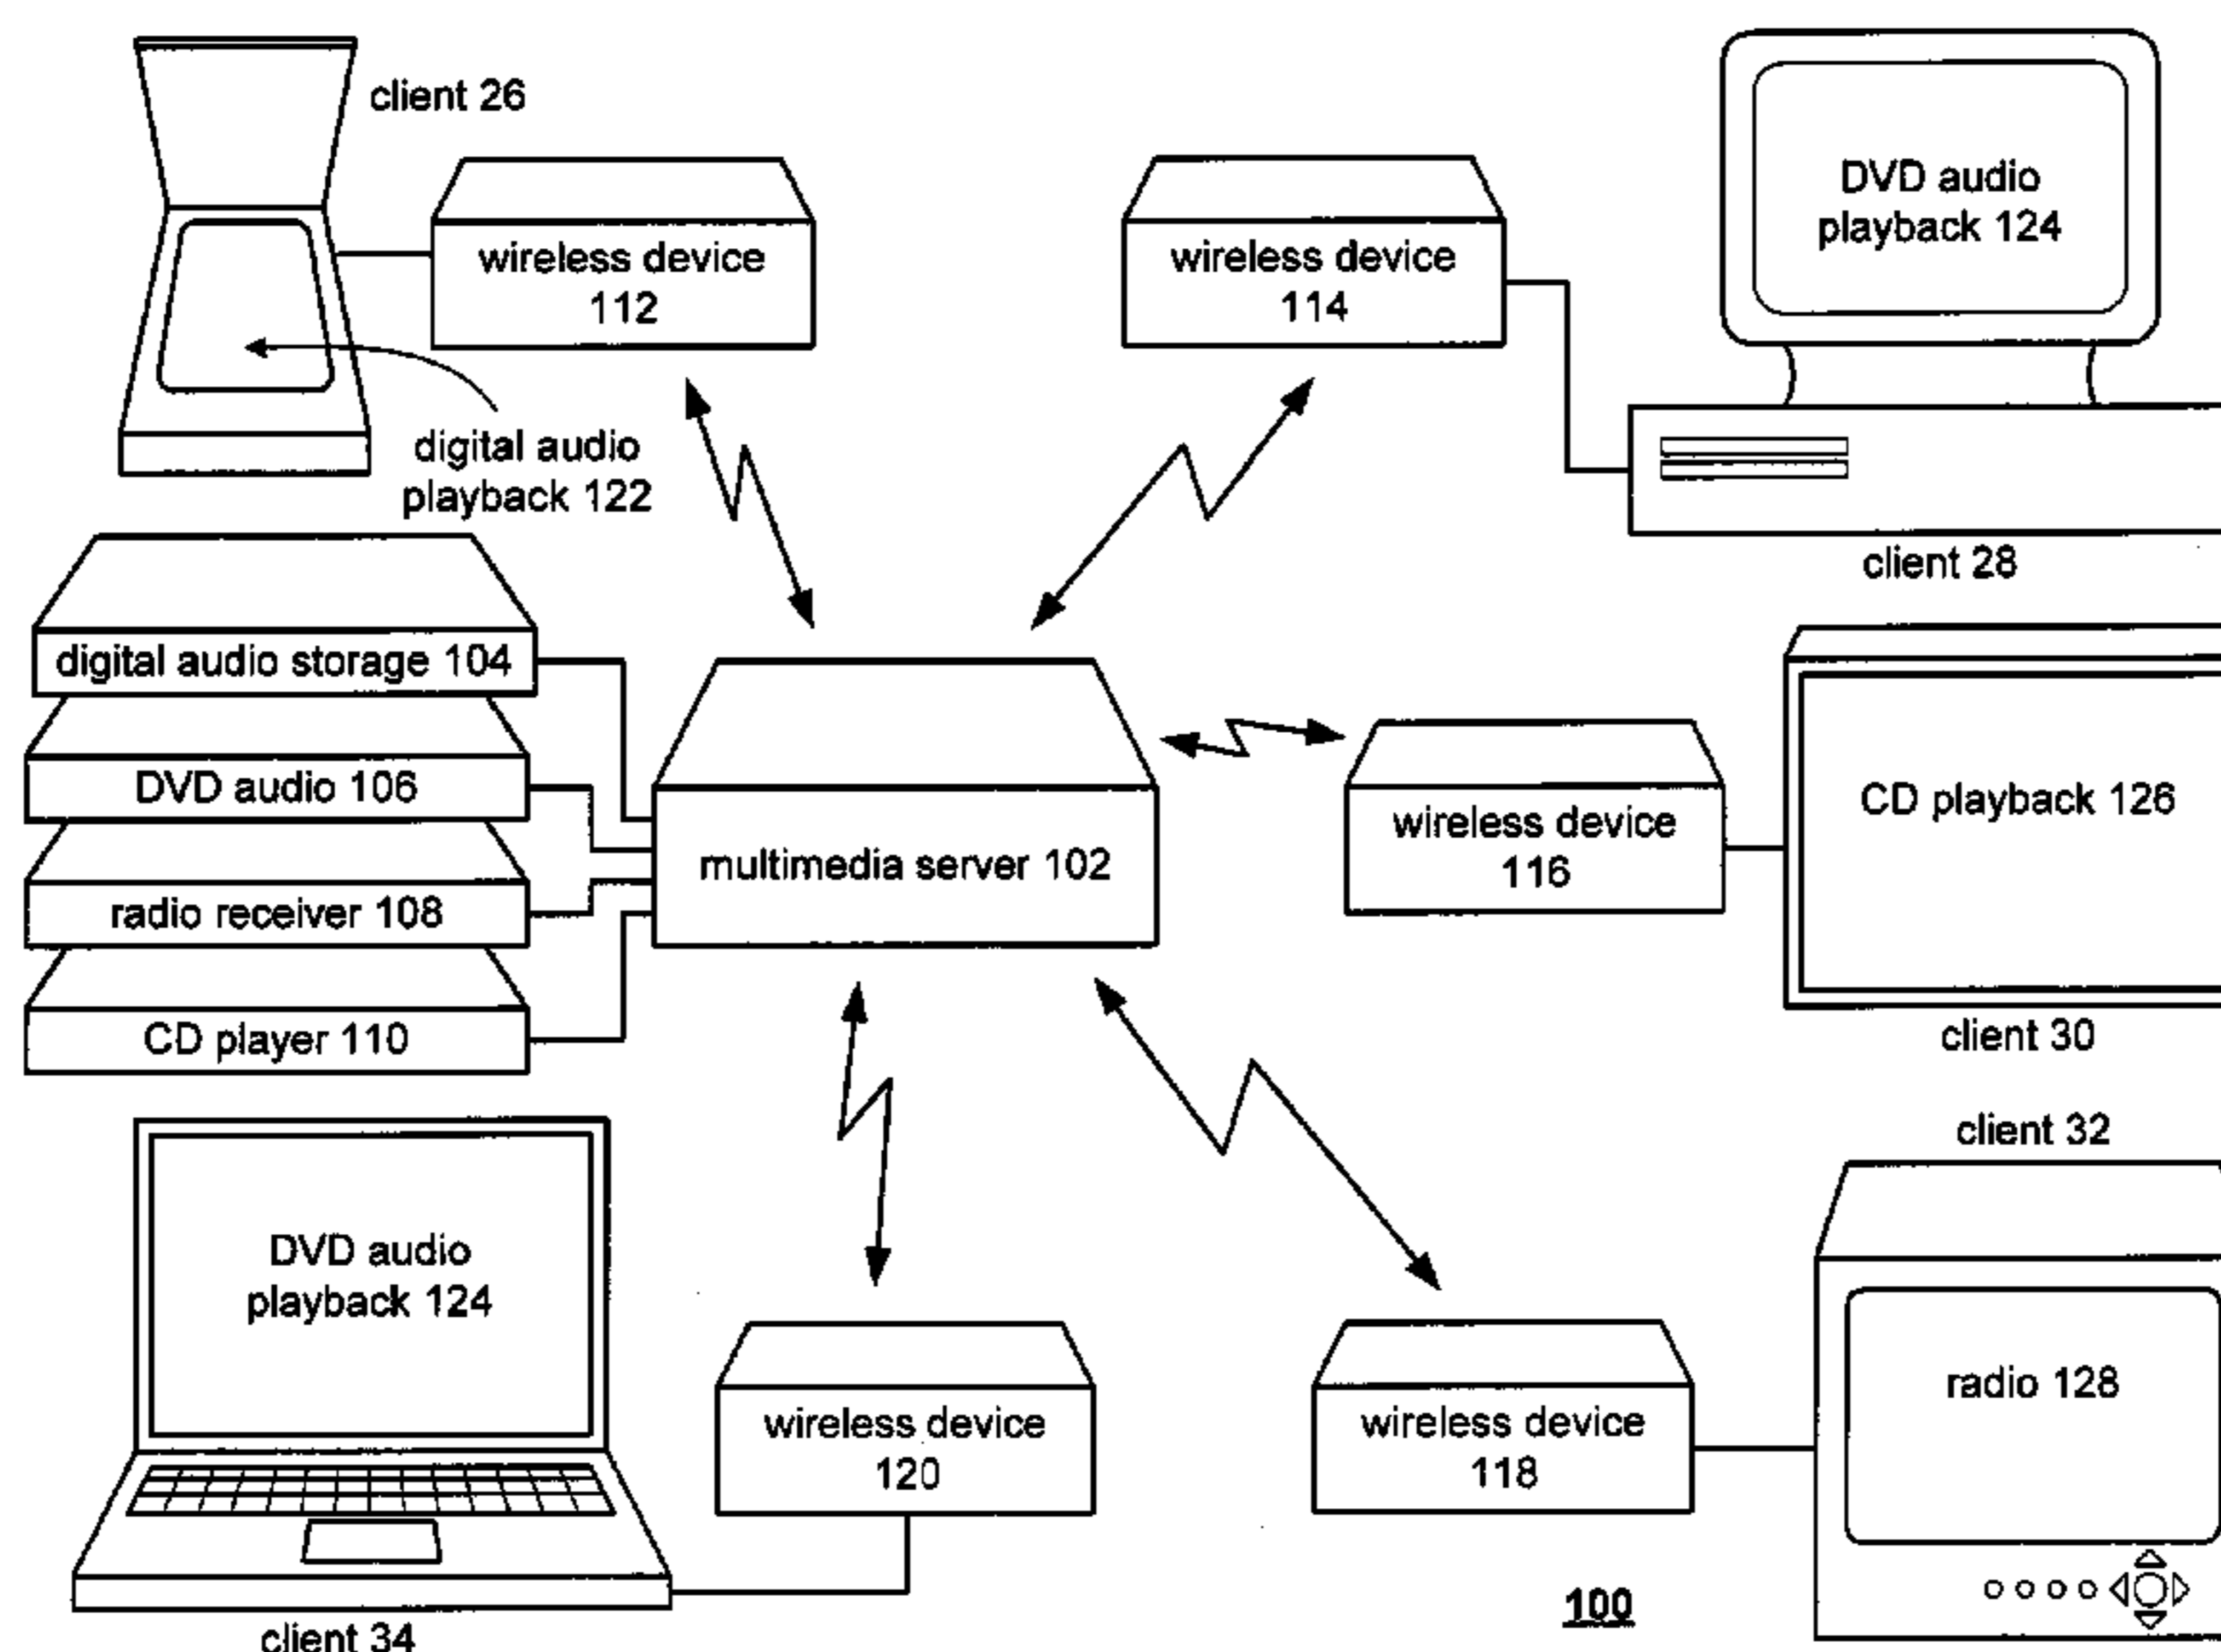 client 26
wireless device
112
digital audio
playback 122
wireless device
114
DVD audio
playback 124
client 28
digital audio storage 104
DVD audio 106
radio receiver 108
CD player 110
multimedia server 102
wireless device
116
CD playback 126
client 30
client 32
DVD audio
playback 124
client 34
wireless device
120
wireless device
118
radio 128
100